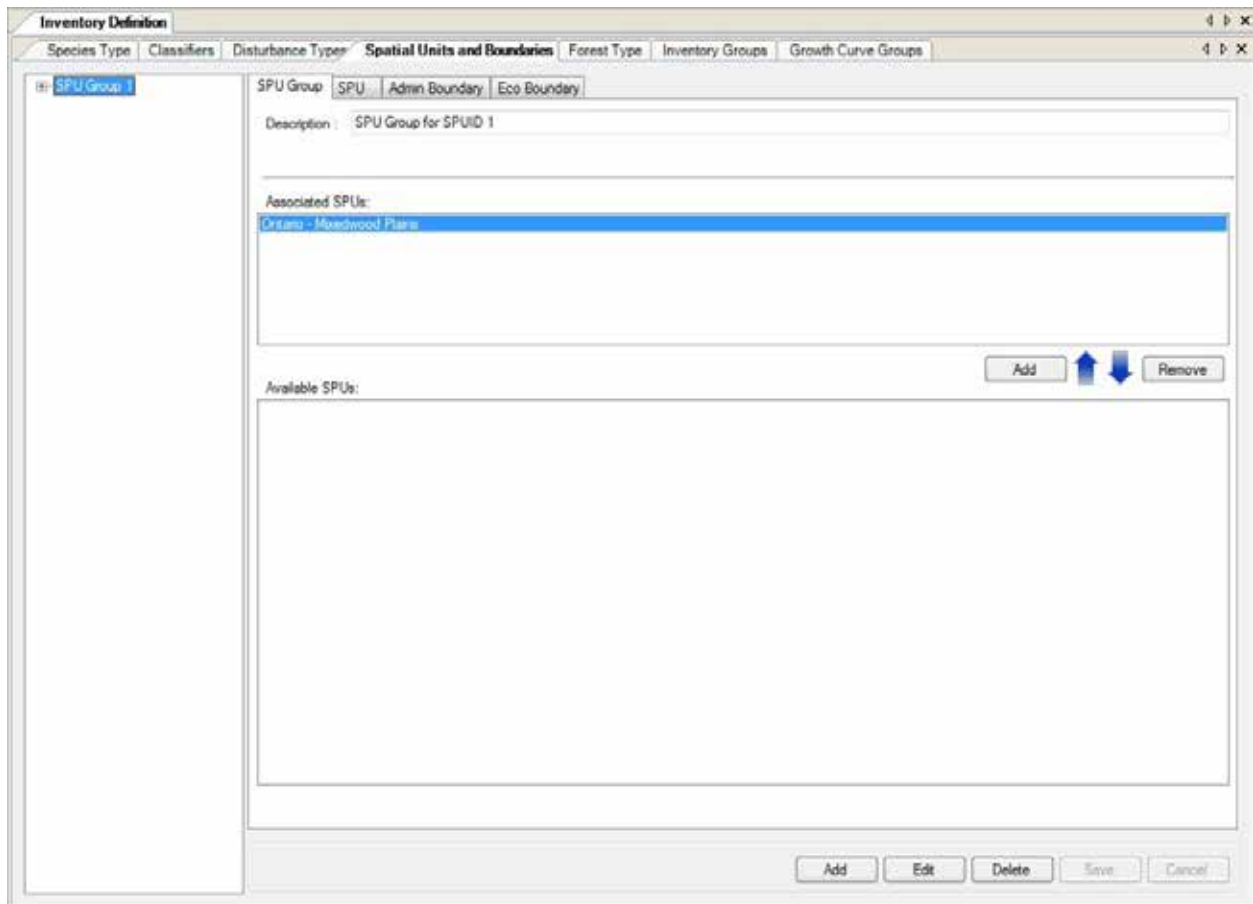 Inventory Definition
Species Type Classifiers Disturbance Types Spatial Units and Boundaries Forest Type Inventory Groups Growth Curve Groups
SPU Group 1
SPU Group SPU Admin Boundary Eco Boundary
Description : SPU Group for SPUID 1
Associated SPUs:
Ontario - Mixedwood Plains
Add Remove
Available SPUs:
Add Edit Delete Save Cancel